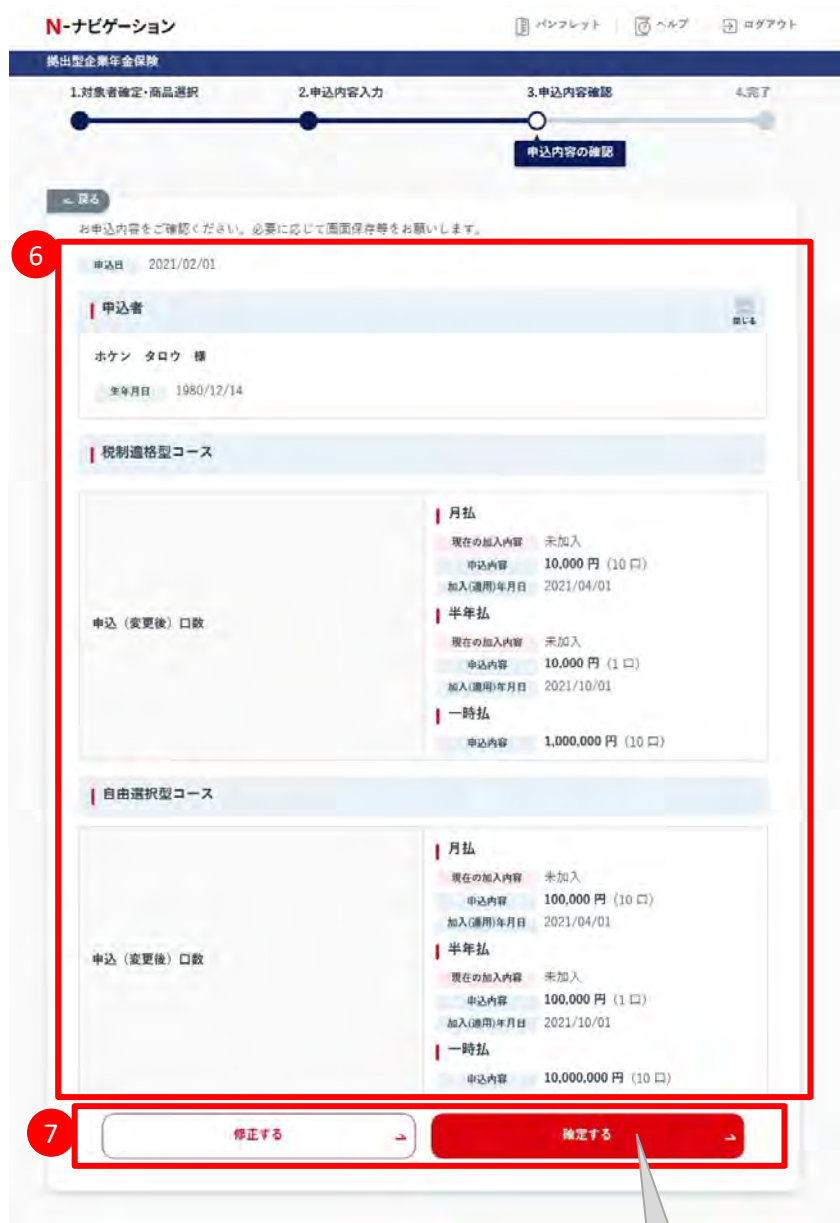 N-ナビゲーション
パンフレット ヘルプ ログアウト
拠出型企業年金保険
1.対象者確定・商品選択 2.申込内容入力 3.申込内容確認 4.完了
申込内容の確認
戻る
お申込内容をご確認ください。必要に応じて画面保存等をお願いします。
6
申込日 2021/02/01
申込者
閉じる
ホケン タロウ 様
生年月日 1980/12/14
税制適格型コース
申込（変更後）口数
月払
現在の加入内容 未加入
申込内容 10,000 円（10 口）
加入(適用)年月日 2021/04/01
半年払
現在の加入内容 未加入
申込内容 10,000 円（1 口）
加入(適用)年月日 2021/10/01
一時払
申込内容 1,000,000 円（10 口）
自由選択型コース
申込（変更後）口数
月払
現在の加入内容 未加入
申込内容 100,000 円（10 口）
加入(適用)年月日 2021/04/01
半年払
現在の加入内容 未加入
申込内容 100,000 円（1 口）
加入(適用)年月日 2021/10/01
一時払
申込内容 10,000,000 円（10 口）
7
修正する 確定する